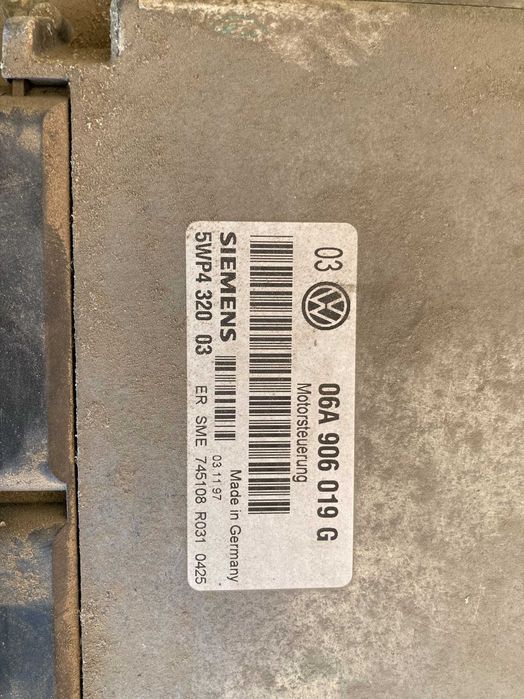 03 VW 06A 906 019 G
Motorsteuerung
03.11.97 Made in Germany
SIEMENS
5WP4 320 03 ER SME 745108 R031 0425